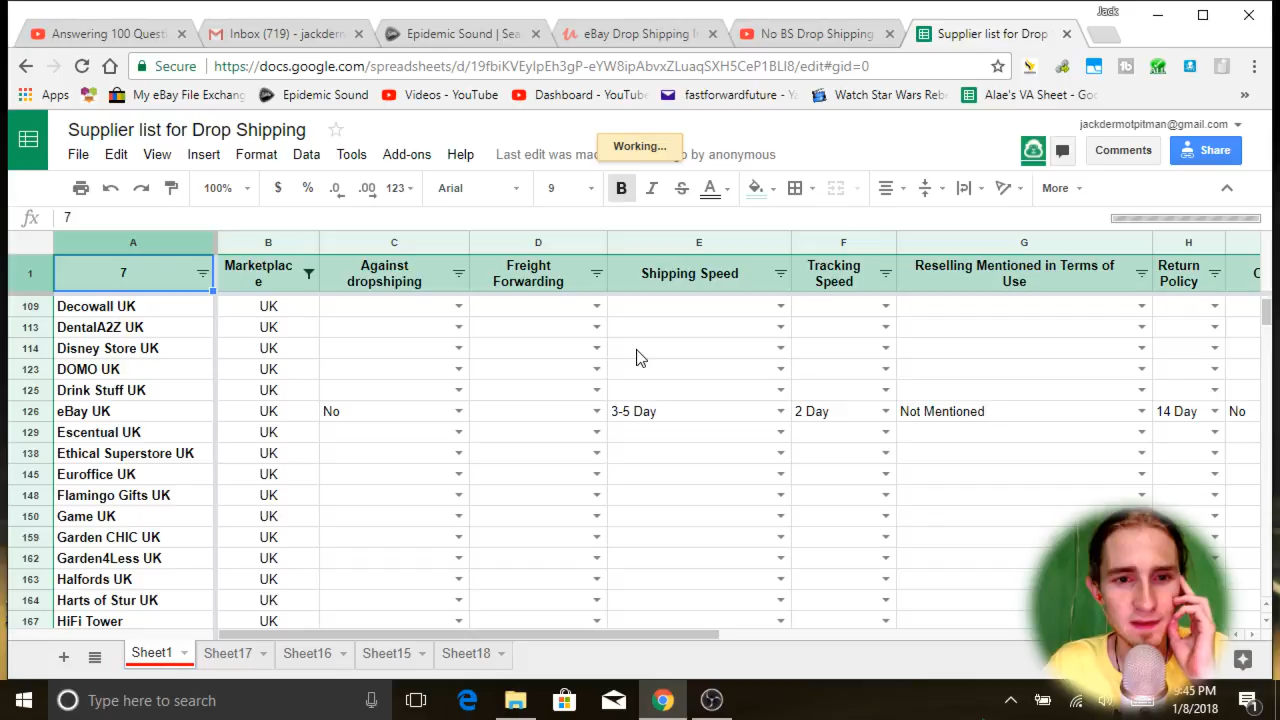 Jack
Answering 100 Quest
Inbox (719) - jackdern
Epidemic Sound | Sea
eBay Drop Shipping I
No BS Drop Shipping
Supplier list for Drop
Secure
https://docs.google.com/spreadsheets/d/19fbiKVEyIpEh3gP-eYW8ipAbvxZLuaqSXH5CeP1BLI8/edit#gid=0
Apps
My eBay File Exchang
Epidemic Sound
Videos - YouTube
Dashboard - YouTube
fastforwardfuture - Ya
Watch Star Wars Rebe
Alae's VA Sheet - Goo
»
Supplier list for Drop Shipping
jackdermotpitman@gmail.com
Working...
File Edit View Insert Format Data Tools Add-ons Help
Last edit was made by anonymous
Comments
Share
100%
$ % .0 .00 123
Arial
9
B I S A
More
fx 7
A B C D E F G H
1 7
Marketplac
e
Against
dropshiping
Freight
Forwarding
Shipping Speed
Tracking
Speed
Reselling Mentioned in Terms of
Use
Return
Policy
109 Decowall UK UK
113 DentalA2Z UK UK
114 Disney Store UK UK
123 DOMO UK UK
125 Drink Stuff UK UK
126 eBay UK UK No 3-5 Day 2 Day Not Mentioned 14 Day No
129 Escentual UK UK
138 Ethical Superstore UK UK
145 Euroffice UK UK
148 Flamingo Gifts UK UK
150 Game UK UK
159 Garden CHIC UK UK
162 Garden4Less UK UK
163 Halfords UK UK
164 Harts of Stur UK UK
167 HiFi Tower UK
Sheet1 Sheet17 Sheet16 Sheet15 Sheet18
Type here to search
9:45 PM
1/8/2018
1